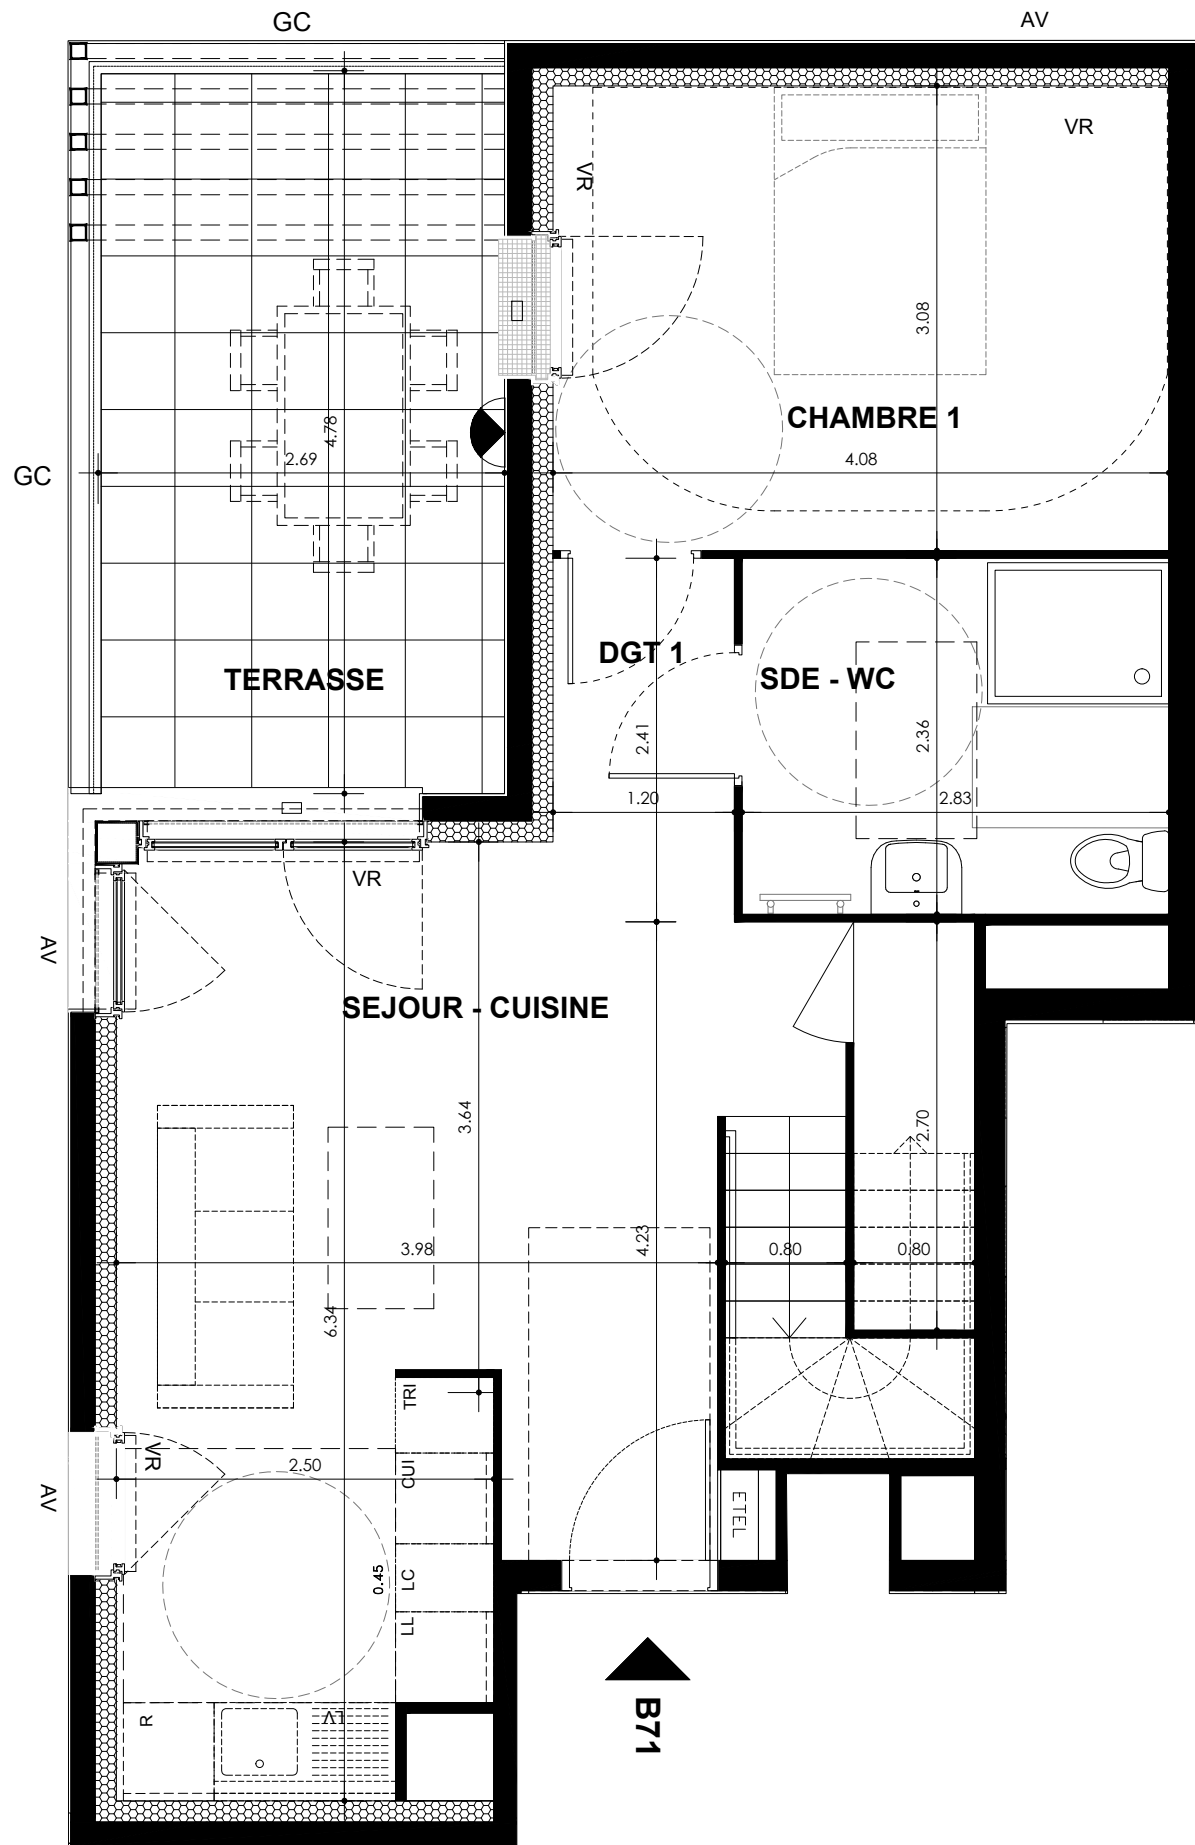 GC
AV
VR
VR
3.08
CHAMBRE 1
4.78
2.69
4.08
GC
DGT 1
TERRASSE
SDE - WC
2.41
2.36
1.20
2.83
VR
AV
SEJOUR - CUISINE
3.64
2.70
4.23
3.98
0.80
0.80
6.34
TRI
VR
2.50
CUI
AV
ETEL
0.45
LC
LL
R
LV
B71